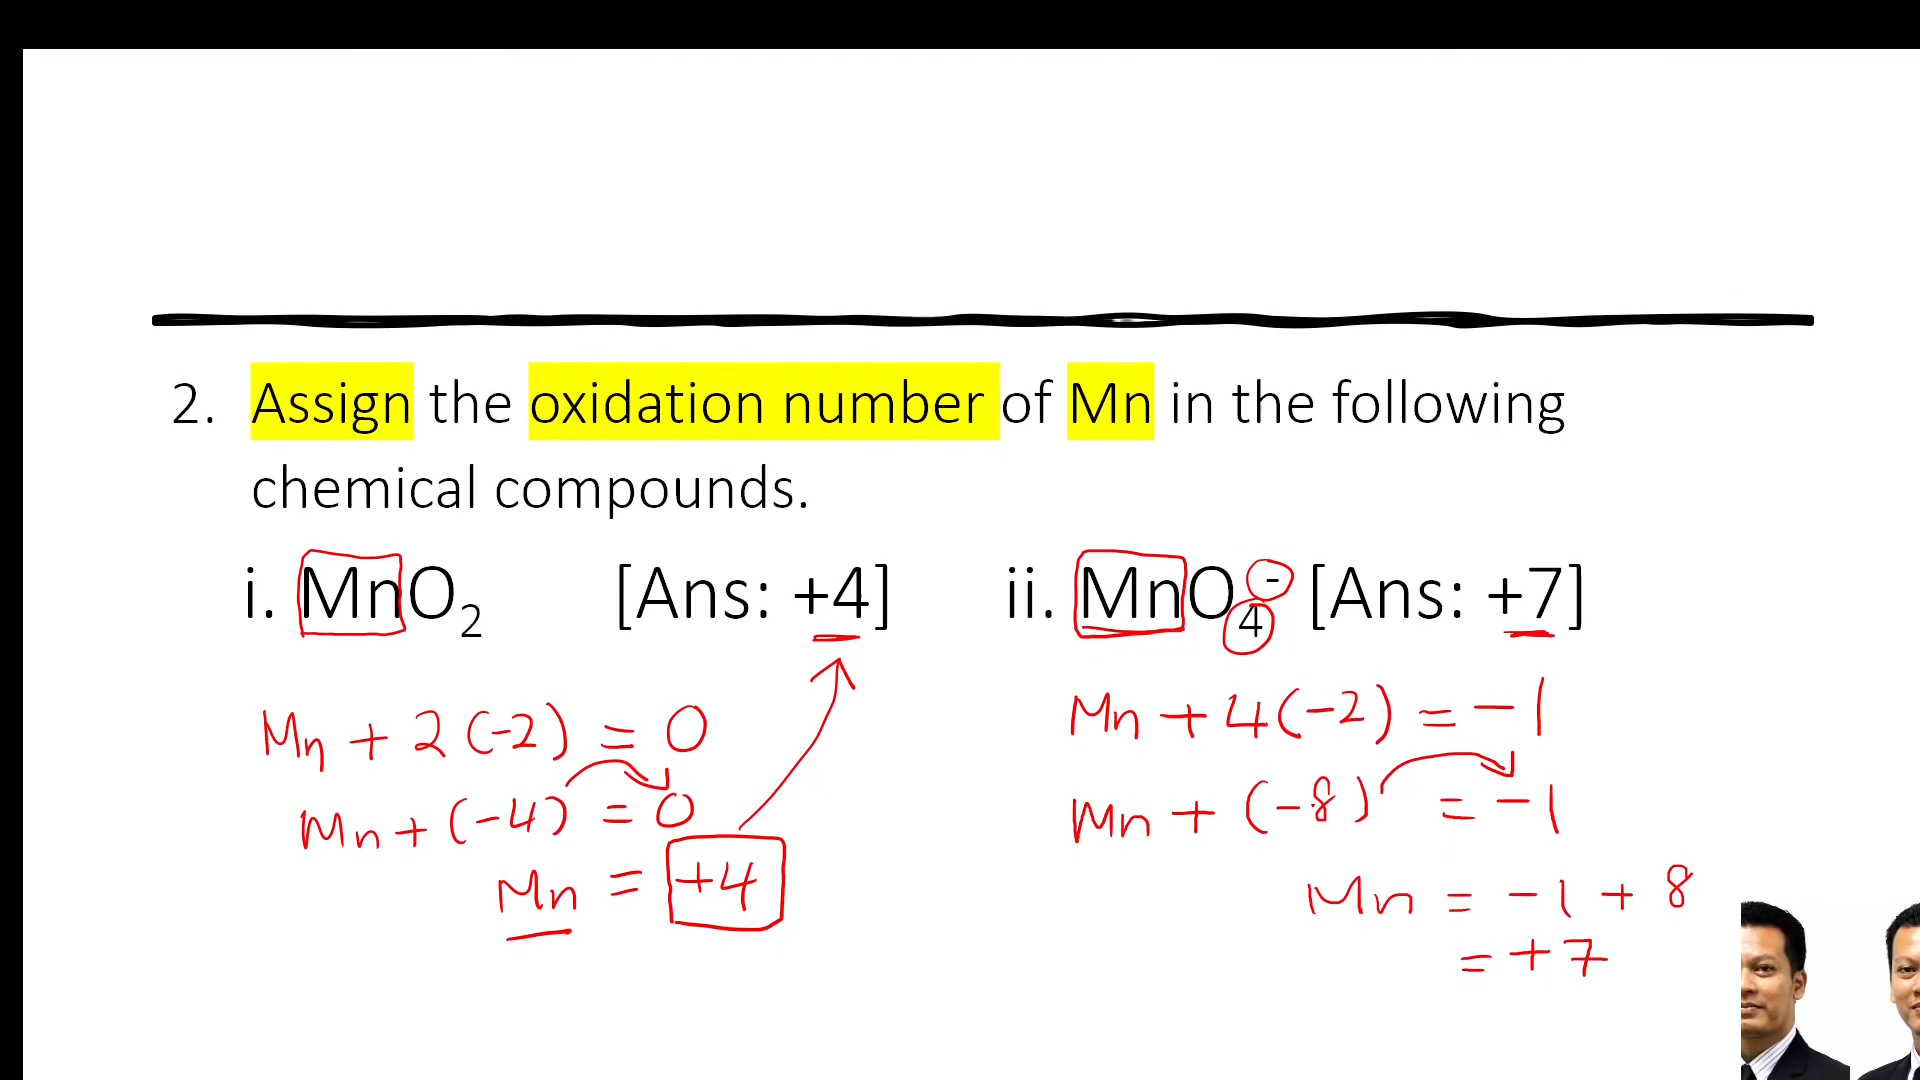 2. Assign the oxidation number of Mn in the following
chemical compounds.
i. MnO₂ [Ans: +4] ii. MnO₄⁻ [Ans: +7]
Mn + 2(-2) = 0
Mn + (-4) = 0
Mn = +4
Mn + 4(-2) = -1
Mn + (-8) = -1
Mn = -1 + 8
= +7